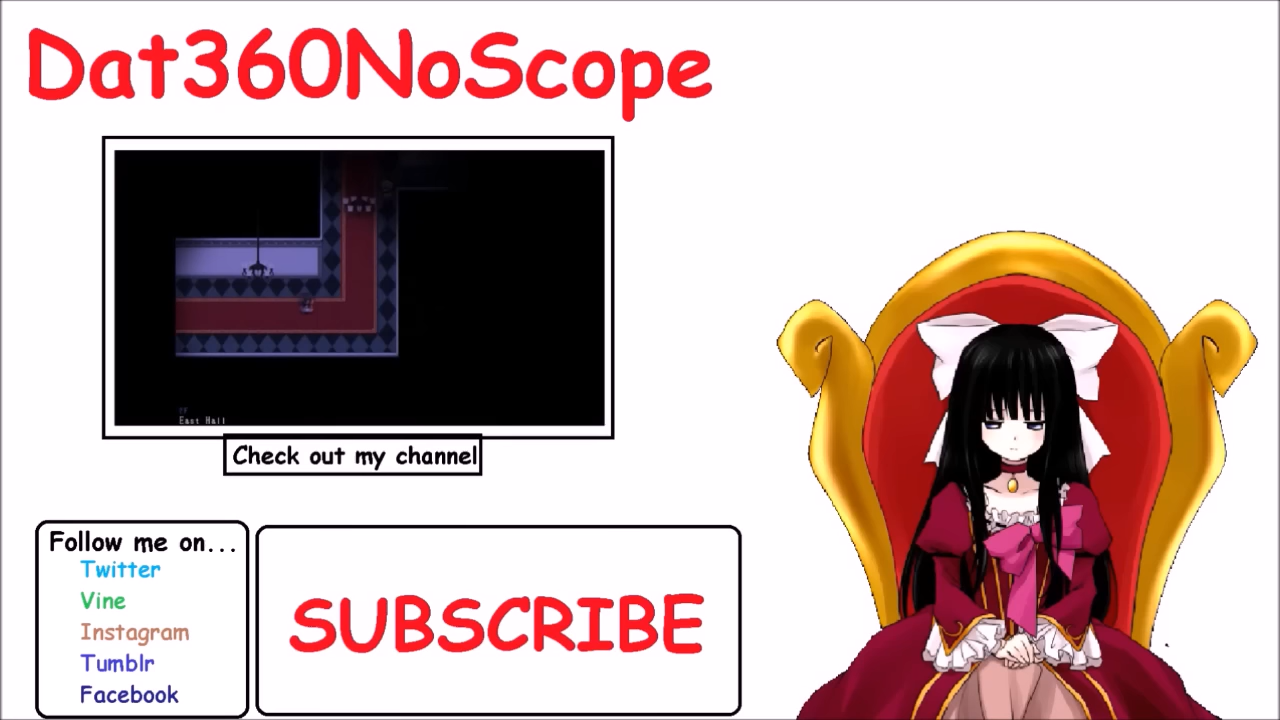 Dat360NoScope
East Hall
Check out my channel
Follow me on...
Twitter
Vine
Instagram
Tumblr
Facebook
SUBSCRIBE